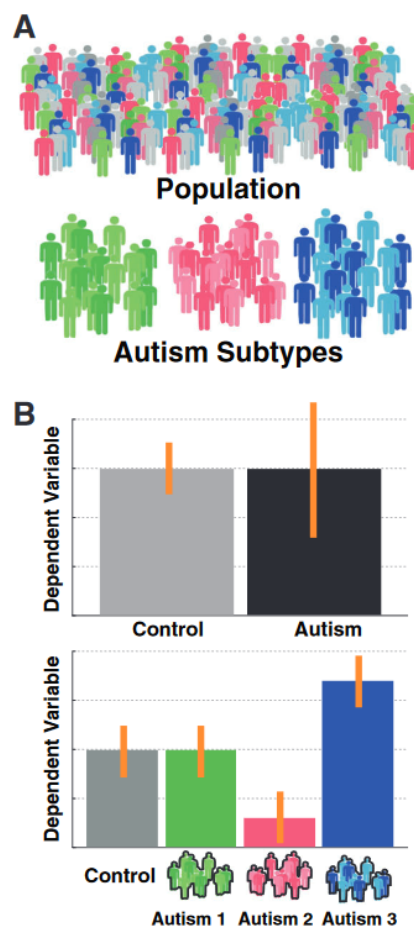 A
Population
Autism Subtypes
B
Dependent Variable
Control
Autism
Dependent Variable
Control
Autism 1
Autism 2
Autism 3